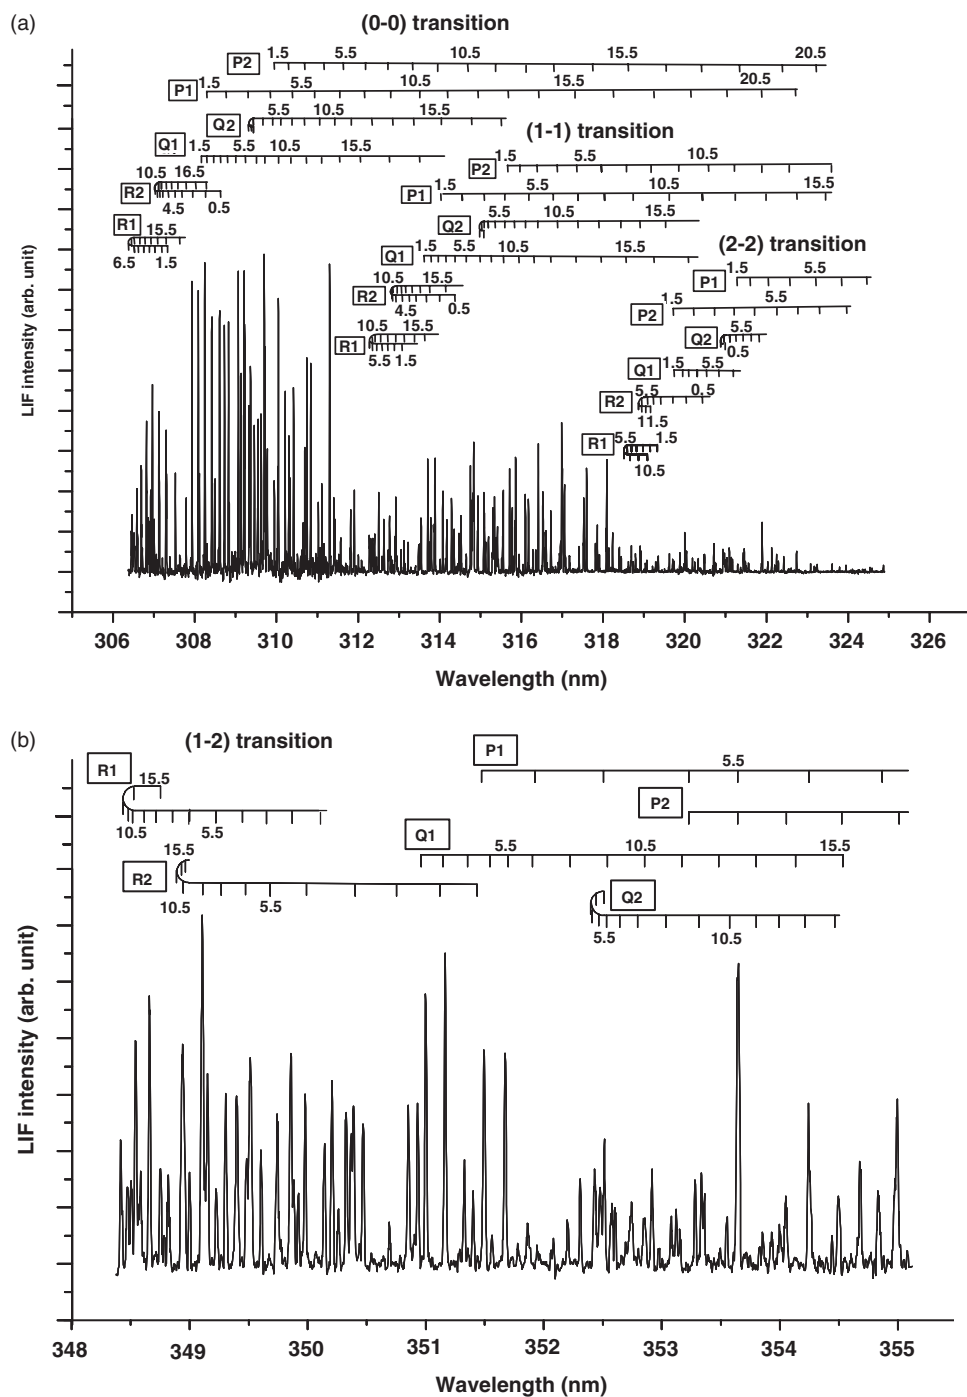 (a)
(0-0) transition
P2 1.5 5.5 10.5 15.5 20.5
P1 1.5 5.5 10.5 15.5 20.5
Q2 5.5 10.5 15.5
(1-1) transition
Q1 1.5 5.5 10.5 15.5
P2 1.5 5.5 10.5
R2 10.5 16.5
4.5 0.5
P1 1.5 5.5 10.5 15.5
R1 15.5
6.5 1.5
Q2 5.5 10.5 15.5
(2-2) transition
Q1 1.5 5.5 10.5 15.5
P1 1.5 5.5
R2 10.5 15.5
4.5 0.5
P2 1.5 5.5
R1 10.5 15.5
5.5 1.5
Q2 5.5
0.5
Q1 1.5 5.5
R2 5.5 0.5
11.5
R1 5.5 1.5
10.5
LIF intensity (arb. unit)
306 308 310 312 314 316 318 320 322 324 326
Wavelength (nm)
(b)
(1-2) transition
P1 5.5
R1 15.5
10.5 5.5
P2
Q1 5.5 10.5 15.5
R2 15.5
10.5 5.5
Q2
5.5 10.5
LIF intensity (arb. unit)
348 349 350 351 352 353 354 355
Wavelength (nm)